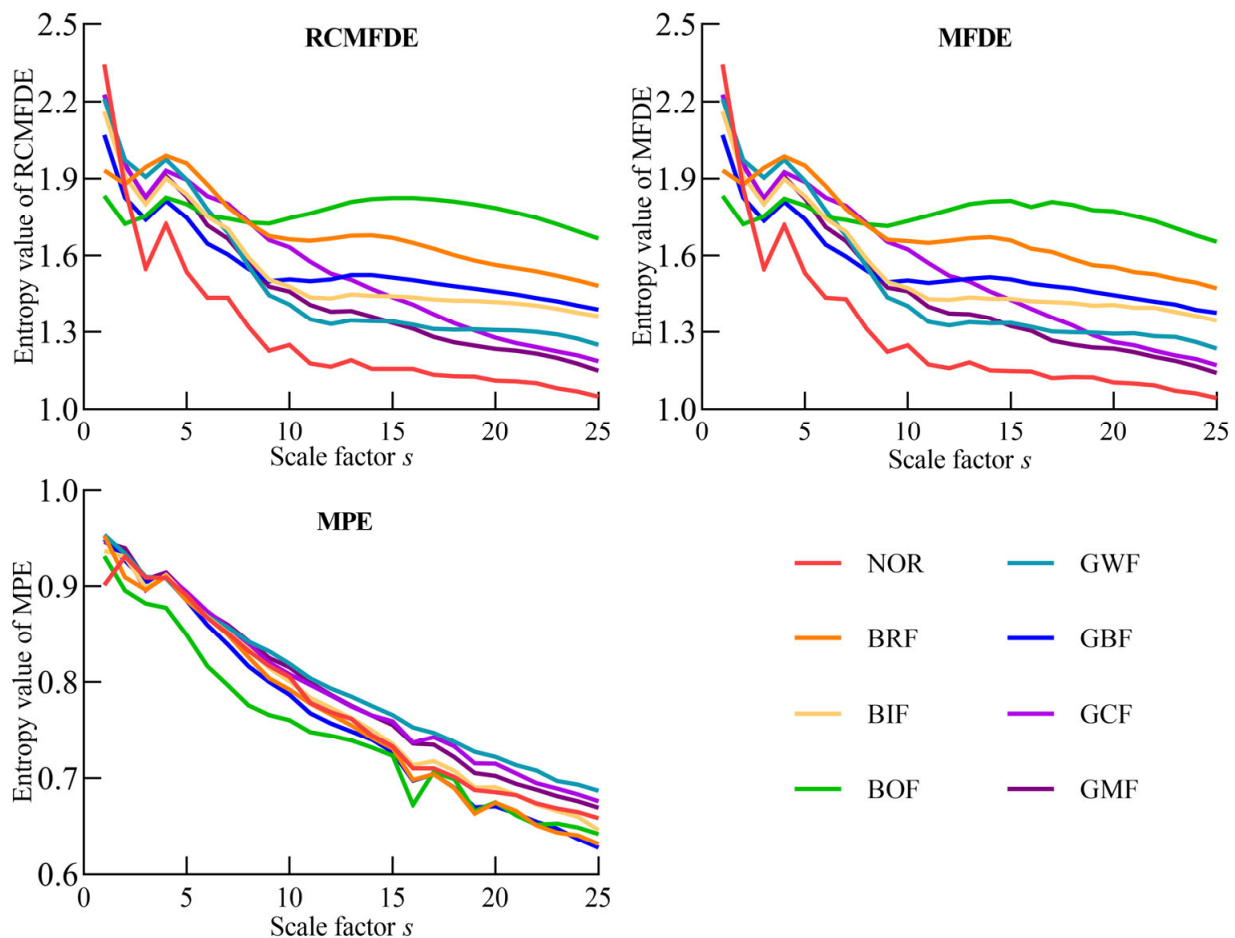 RCMFDE
Entropy value of RCMFDE
2.5
2.2
1.9
1.6
1.3
1.0
0 5 10 15 20 25
Scale factor s
MFDE
Entropy value of MFDE
2.5
2.2
1.9
1.6
1.3
1.0
0 5 10 15 20 25
Scale factor s
MPE
Entropy value of MPE
1.0
0.9
0.8
0.7
0.6
0 5 10 15 20 25
Scale factor s
NOR
BRF
BIF
BOF
GWF
GBF
GCF
GMF